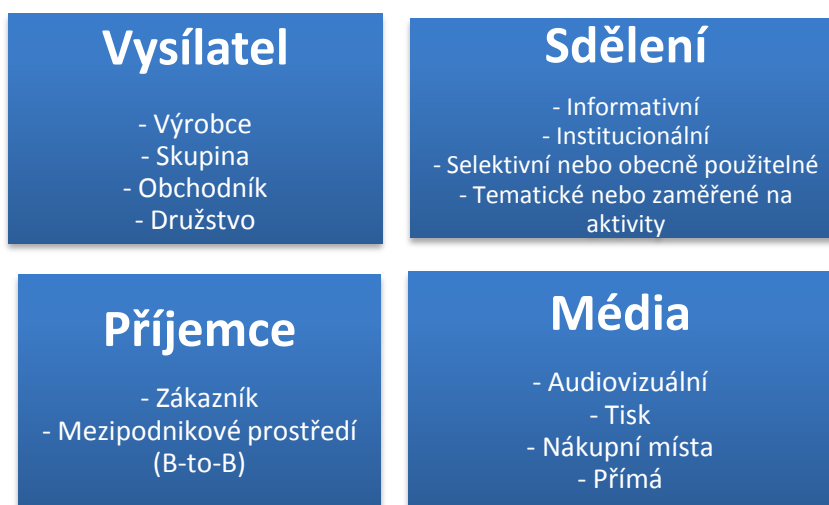 Vysílatel
- Výrobce
- Skupina
- Obchodník
- Družstvo
Sdělení
- Informativní
- Institucionální
- Selektivní nebo obecně použitelné
- Tematické nebo zaměřené na
aktivity
Příjemce
- Zákazník
- Mezipodnikové prostředí
(B-to-B)
Média
- Audiovizuální
- Tisk
- Nákupní místa
- Přímá